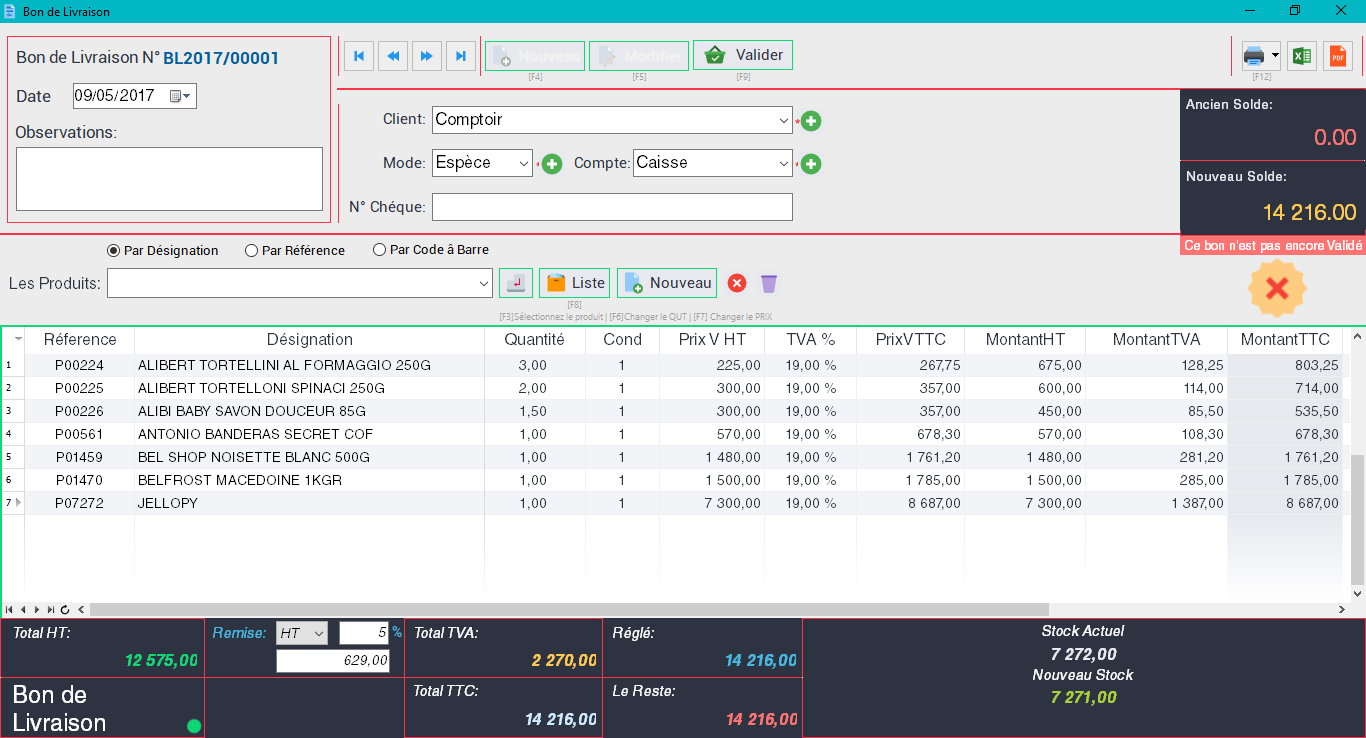 Bon de Livraison
Bon de Livraison N° BL2017/00001
Date 09/05/2017
Observations:
Nouveau [F4]
Modifier [F5]
Valider [F9]
[F12]
PDF
Client: Comptoir *
Mode: Espèce * Compte: Caisse *
N° Chéque:
Ancien Solde:
0.00
Nouveau Solde:
14 216.00
Ce bon n'est pas encore Validé
Par Désignation Par Référence Par Code â Barre
Les Produits: Liste Nouveau
[F8]
[F3]Sélectionnez le produit | [F6]Changer le QUT | [F7] Changer le PRIX
Réference Désignation Quantité Cond Prix V HT TVA % PrixVTTC MontantHT MontantTVA MontantTTC
1 P00224 ALIBERT TORTELLINI AL FORMAGGIO 250G 3,00 1 225,00 19,00 % 267,75 675,00 128,25 803,25
2 P00225 ALIBERT TORTELLONI SPINACI 250G 2,00 1 300,00 19,00 % 357,00 600,00 114,00 714,00
3 P00226 ALIBI BABY SAVON DOUCEUR 85G 1,50 1 300,00 19,00 % 357,00 450,00 85,50 535,50
4 P00561 ANTONIO BANDERAS SECRET COF 1,00 1 570,00 19,00 % 678,30 570,00 108,30 678,30
5 P01459 BEL SHOP NOISETTE BLANC 500G 1,00 1 1 480,00 19,00 % 1 761,20 1 480,00 281,20 1 761,20
6 P01470 BELFROST MACEDOINE 1KGR 1,00 1 1 500,00 19,00 % 1 785,00 1 500,00 285,00 1 785,00
7 P07272 JELLOPY 1,00 1 7 300,00 19,00 % 8 687,00 7 300,00 1 387,00 8 687,00
Total HT:
12 575,00
Remise: HT 5 %
629,00
Total TVA:
2 270,00
Réglé:
14 216,00
Stock Actuel
7 272,00
Nouveau Stock
7 271,00
Bon de
Livraison
Total TTC:
14 216,00
Le Reste:
14 216,00